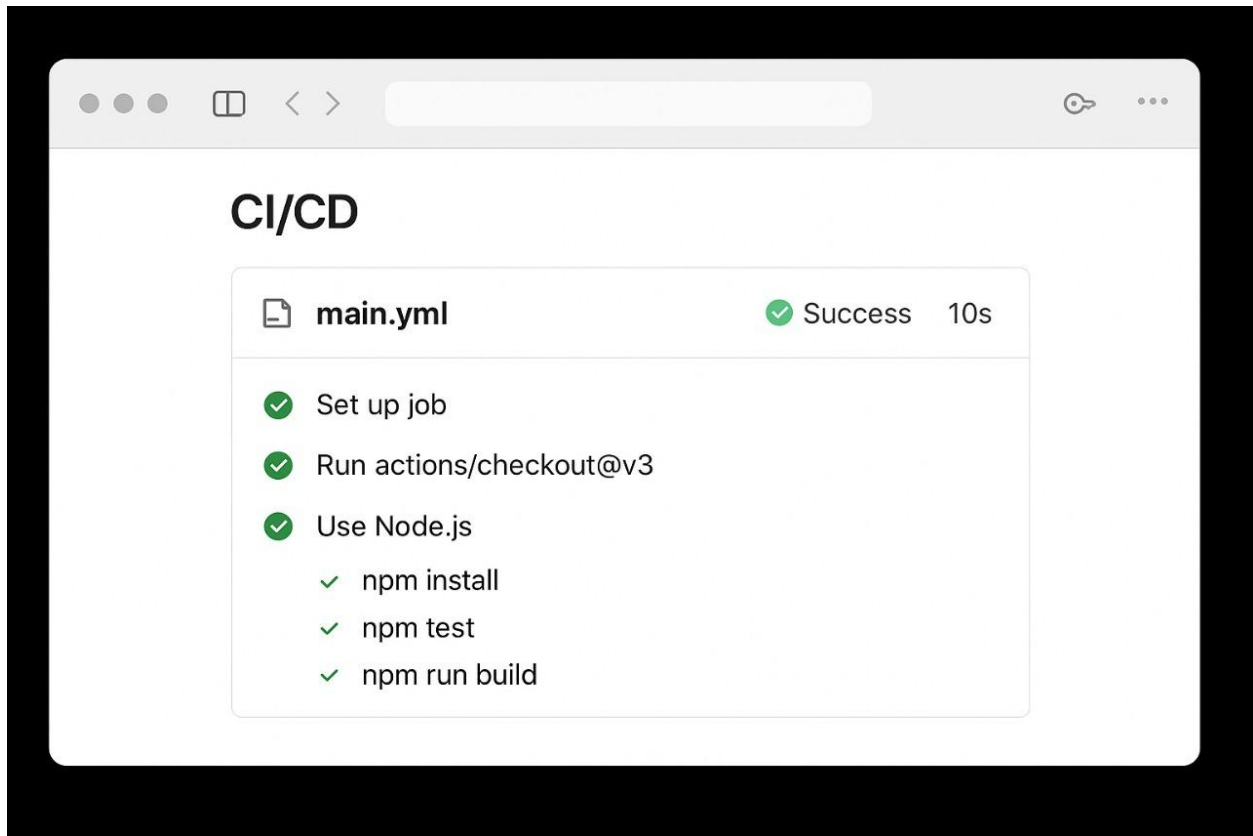 CI/CD
main.yml Success 10s
Set up job
Run actions/checkout@v3
Use Node.js
npm install
npm test
npm run build